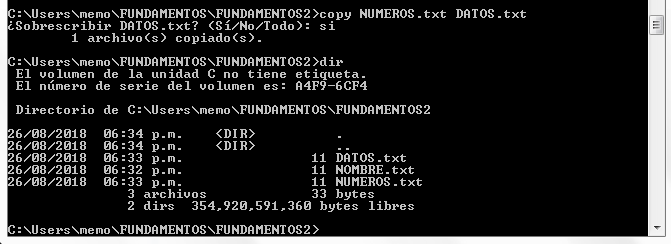 C:\Users\memo\FUNDAMENTOS\FUNDAMENTOS2>copy NUMEROS.txt DATOS.txt
¿Sobrescribir DATOS.txt? (Sí/No/Todo): si
        1 archivo(s) copiado(s).
C:\Users\memo\FUNDAMENTOS\FUNDAMENTOS2>dir
 El volumen de la unidad C no tiene etiqueta.
 El número de serie del volumen es: A4F9-6CF4
 Directorio de C:\Users\memo\FUNDAMENTOS\FUNDAMENTOS2
26/08/2018  06:34 p.m.    <DIR>          .
26/08/2018  06:34 p.m.    <DIR>          ..
26/08/2018  06:33 p.m.                11 DATOS.txt
26/08/2018  06:32 p.m.                11 NOMBRE.txt
26/08/2018  06:33 p.m.                11 NUMEROS.txt
               3 archivos             33 bytes
               2 dirs  354,920,591,360 bytes libres
C:\Users\memo\FUNDAMENTOS\FUNDAMENTOS2>